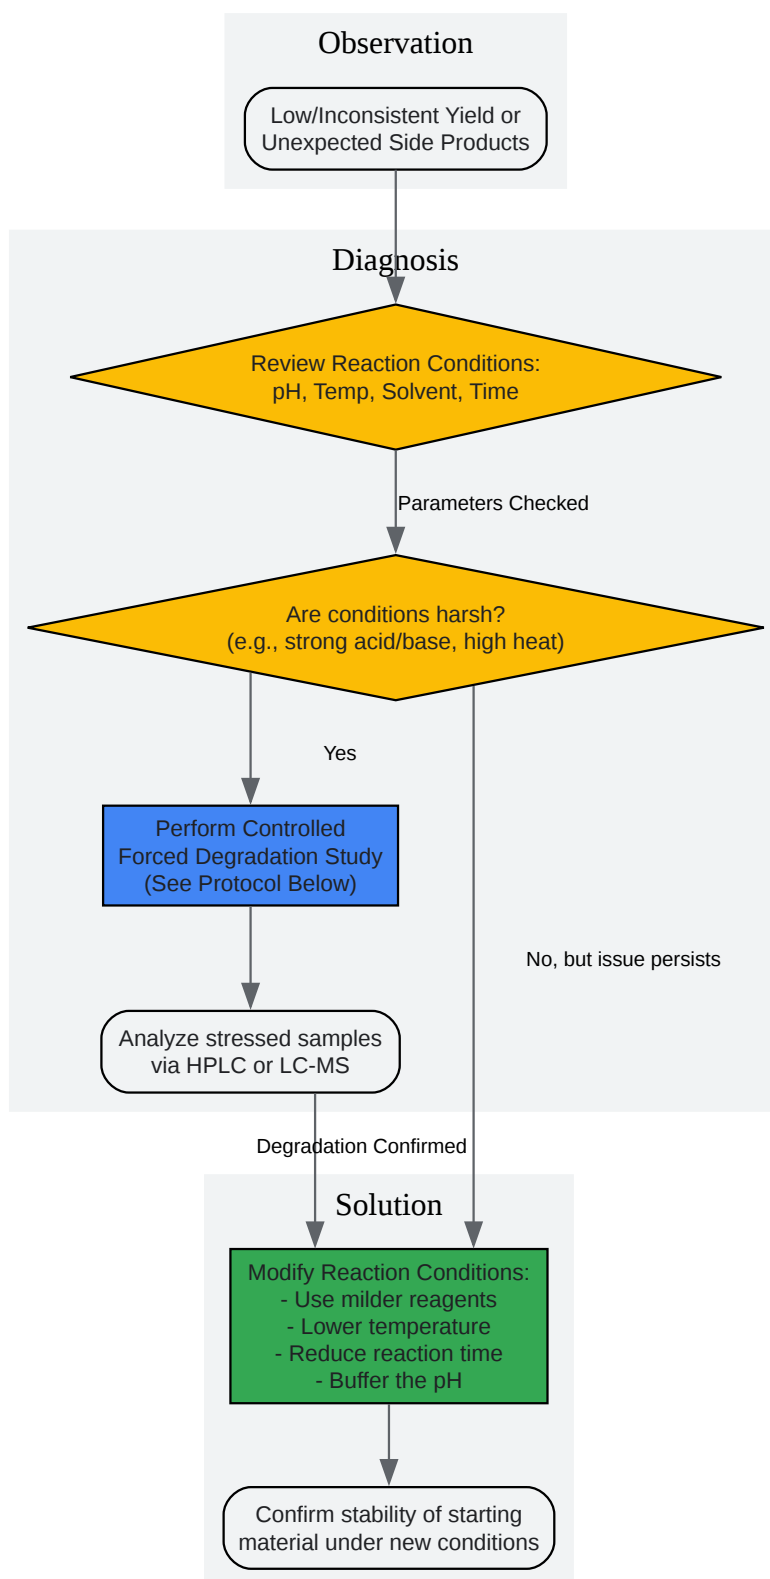 Observation
Low/Inconsistent Yield or
Unexpected Side Products
Diagnosis
Review Reaction Conditions:
pH, Temp, Solvent, Time
Parameters Checked
Are conditions harsh?
(e.g., strong acid/base, high heat)
Yes
Perform Controlled
Forced Degradation Study
(See Protocol Below)
No, but issue persists
Analyze stressed samples
via HPLC or LC-MS
Degradation Confirmed
Solution
Modify Reaction Conditions:
- Use milder reagents
- Lower temperature
- Reduce reaction time
- Buffer the pH
Confirm stability of starting
material under new conditions